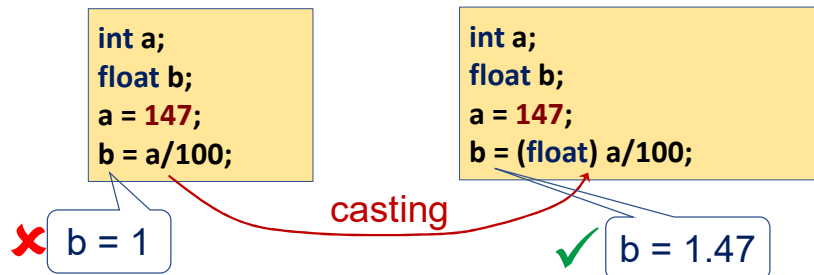 int a;
float b;
a = 147;
b = a/100;
b = 1
casting
int a;
float b;
a = 147;
b = (float) a/100;
b = 1.47